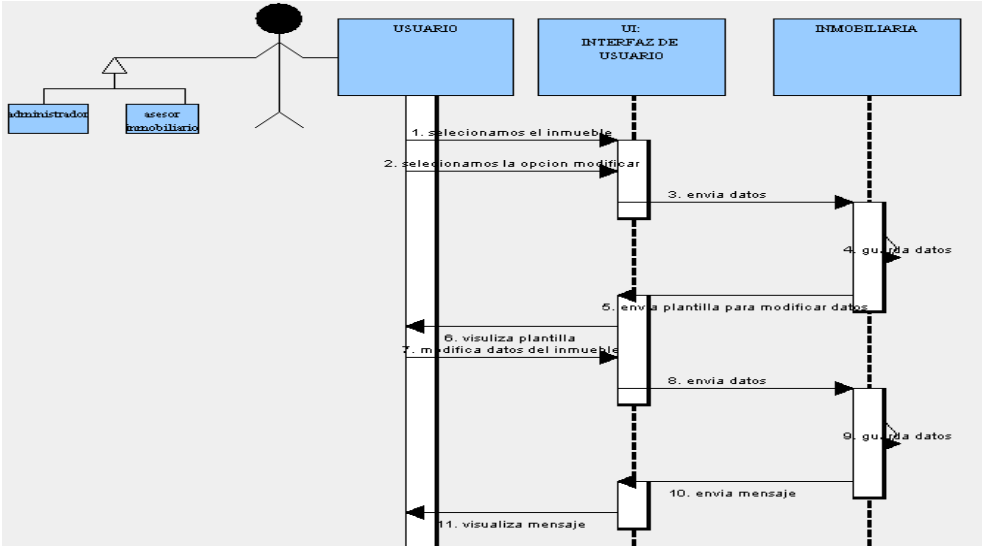 USUARIO
UI:
INTERFAZ DE
USUARIO
INMOBILIARIA
administrador
asesor
inmobiliario
1. selecionamos el inmueble
2. selecionamos la opcion modificar
3. envia datos
4. guarda datos
5. envia plantilla para modificar datos
6. visuliza plantilla
7. modifica datos del inmueble
8. envia datos
9. guarda datos
10. envia mensaje
11. visualiza mensaje